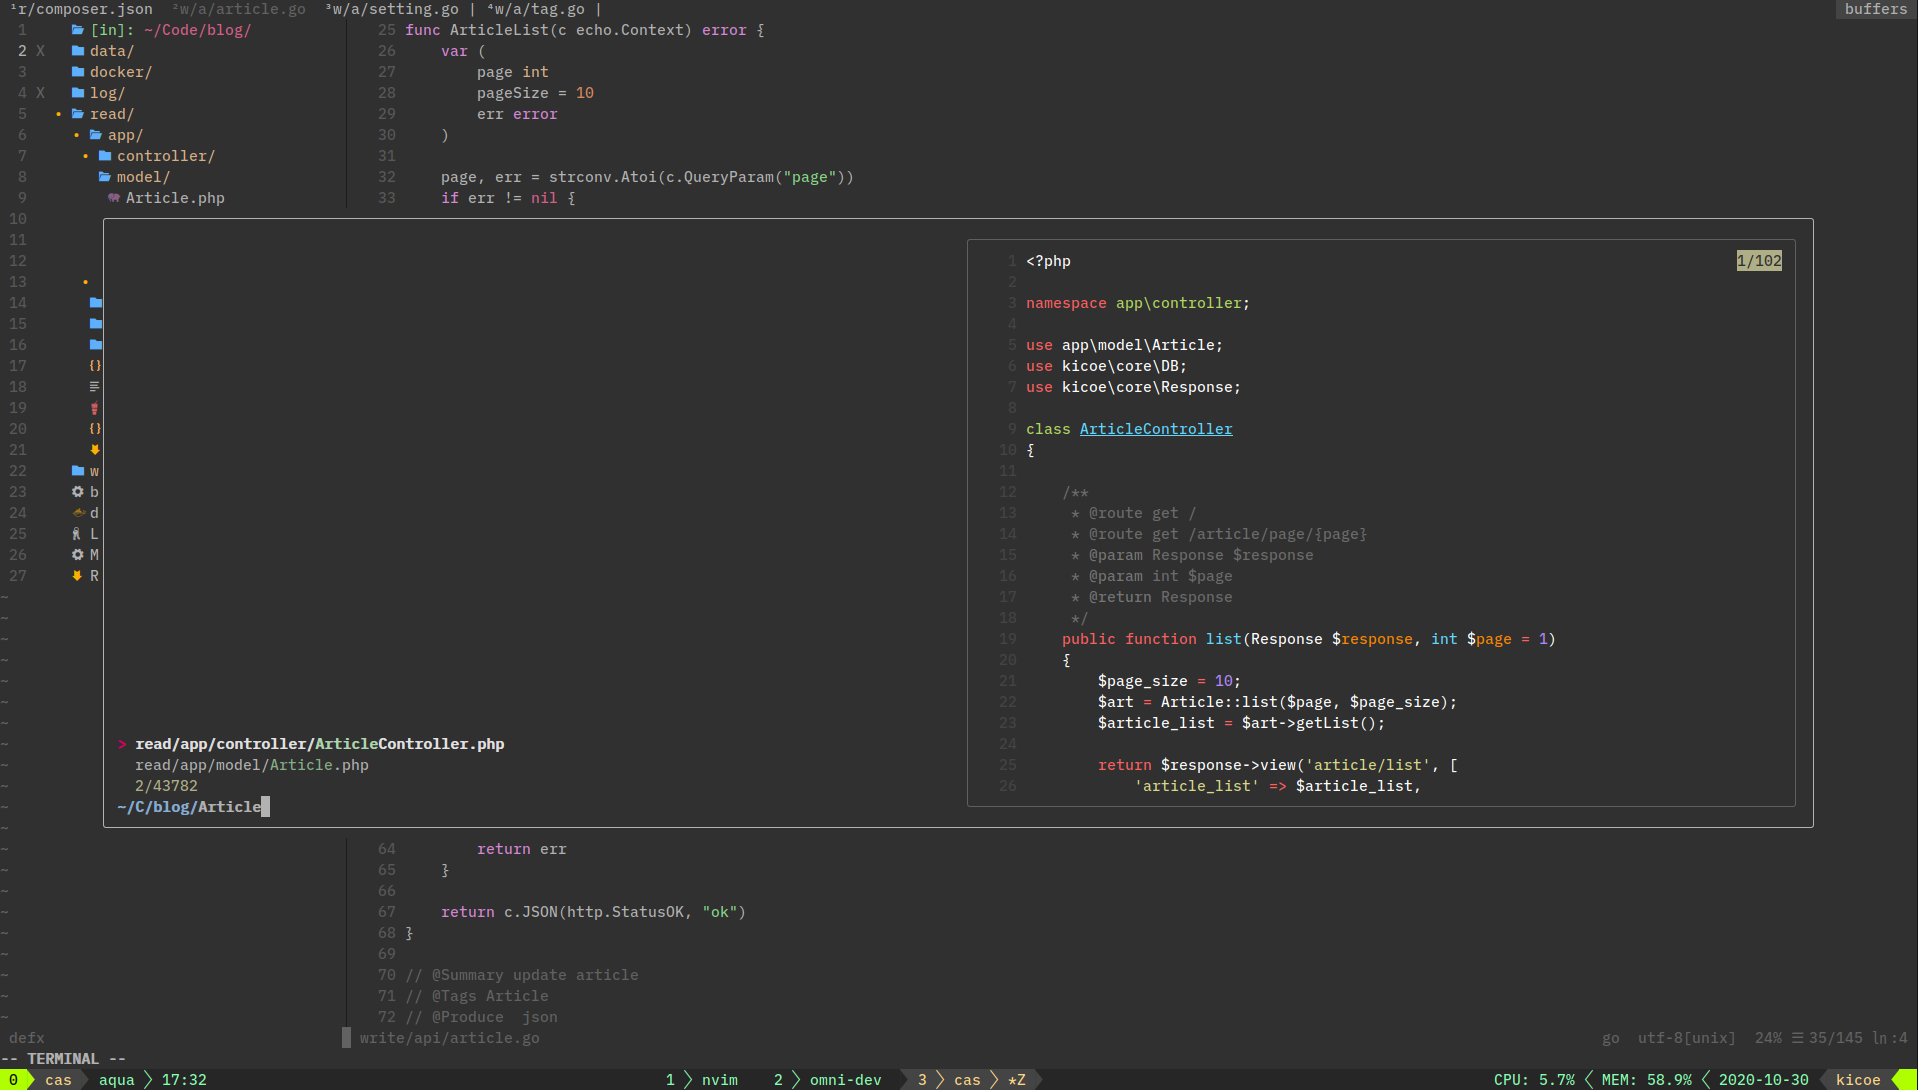 ¹r/composer.json  ²w/a/article.go  ³w/a/setting.go | ⁴w/a/tag.go | buffers
1 [in]: ~/Code/blog/
2 X data/
3 docker/
4 X log/
5 • read/
6 • app/
7 • controller/
8 model/
9 Article.php
10
11
12
13 •
14
15
16
17 {}
18
19
20 {}
21
22 w
23 b
24 d
25 L
26 M
27 R
25 func ArticleList(c echo.Context) error {
26     var (
27         page int
28         pageSize = 10
29         err error
30     )
31
32     page, err = strconv.Atoi(c.QueryParam("page"))
33     if err != nil {
> read/app/controller/ArticleController.php
read/app/model/Article.php
2/43782
~/C/blog/Article
1/102
1 <?php
2
3 namespace app\controller;
4
5 use app\model\Article;
6 use kicoe\core\DB;
7 use kicoe\core\Response;
8
9 class ArticleController
10 {
11
12     /**
13      * @route get /
14      * @route get /article/page/{page}
15      * @param Response $response
16      * @param int $page
17      * @return Response
18      */
19     public function list(Response $response, int $page = 1)
20     {
21         $page_size = 10;
22         $art = Article::list($page, $page_size);
23         $article_list = $art->getList();
24
25         return $response->view('article/list', [
26             'article_list' => $article_list,
64         return err
65     }
66
67     return c.JSON(http.StatusOK, "ok")
68 }
69
70 // @Summary update article
71 // @Tags Article
72 // @Produce  json
defx write/api/article.go go utf-8[unix] 24% ☰ 35/145 ln:4
-- TERMINAL --
0 cas aqua 17:32 1 nvim 2 omni-dev 3 cas *Z CPU: 5.7% MEM: 58.9% 2020-10-30 kicoe